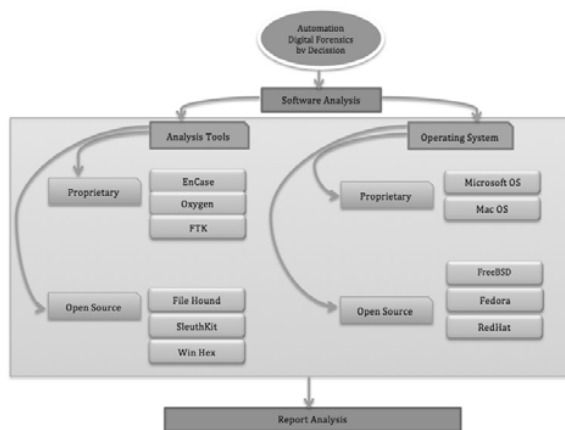 Automation
Digital Forensics
by Decission
Software Analysis
Analysis Tools
Proprietary
EnCase
Oxygen
FTK
Open Source
File Hound
SleuthKit
Win Hex
Operating System
Proprietary
Microsoft OS
Mac OS
Open Source
FreeBSD
Fedora
RedHat
Report Analysis